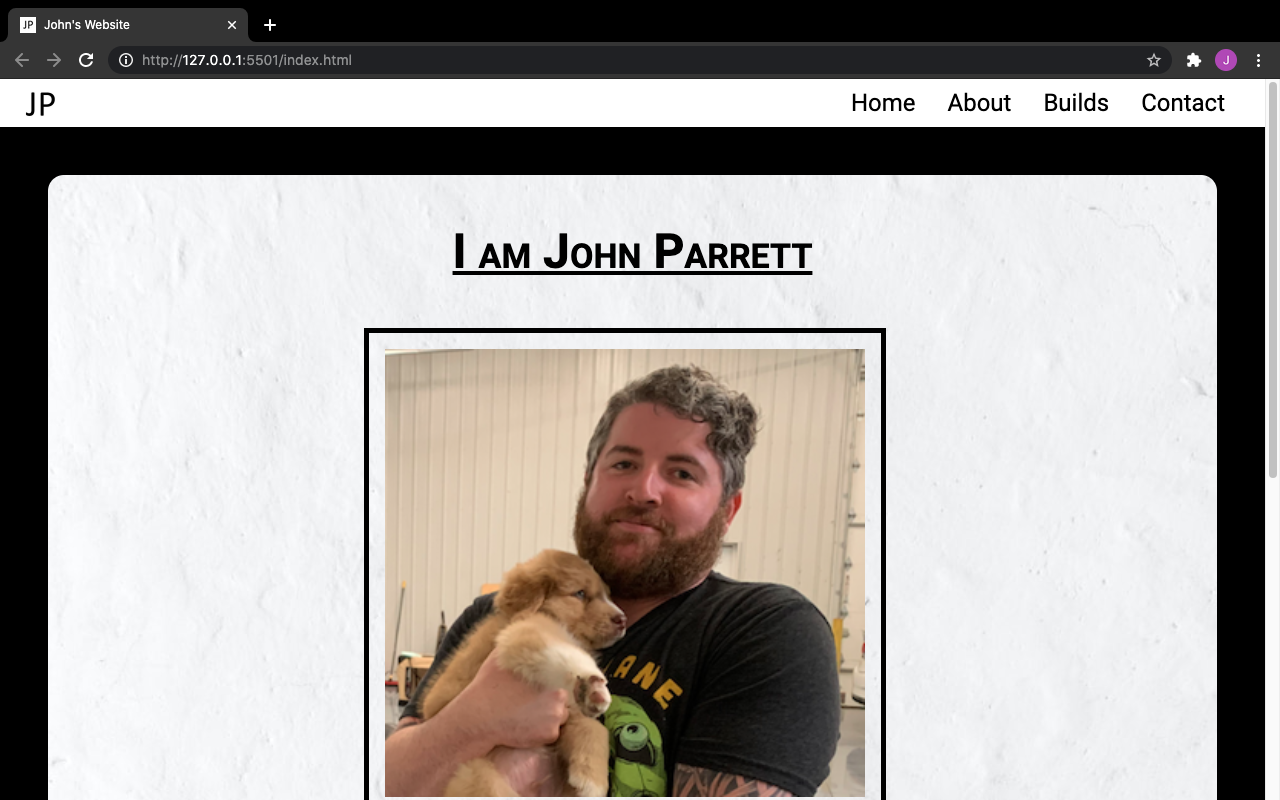 JP John's Website
http://127.0.0.1:5501/index.html
J
JP
Home About Builds Contact
I am John Parrett
LANE